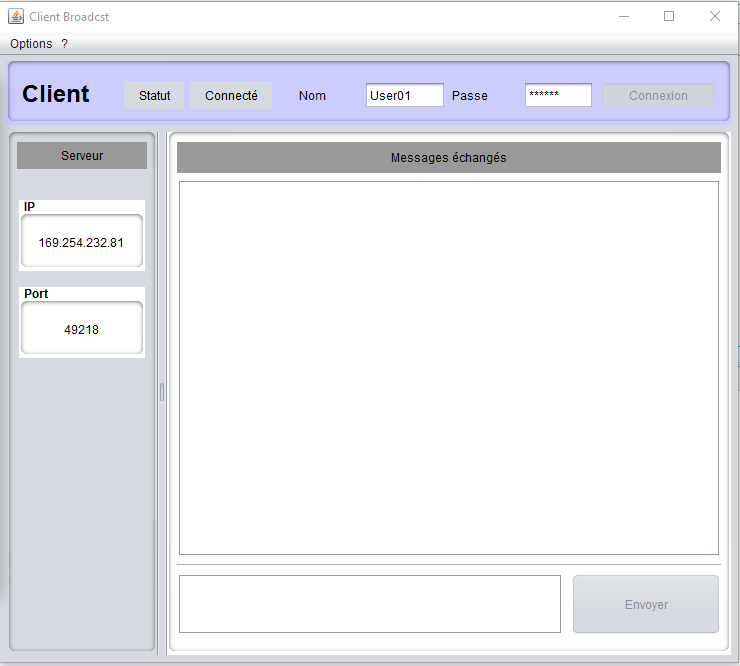 Client Broadcst
Options ?
Client Statut Connecté Nom User01 Passe ****** Connexion
Serveur
IP
169.254.232.81
Port
49218
Messages échangés
Envoyer